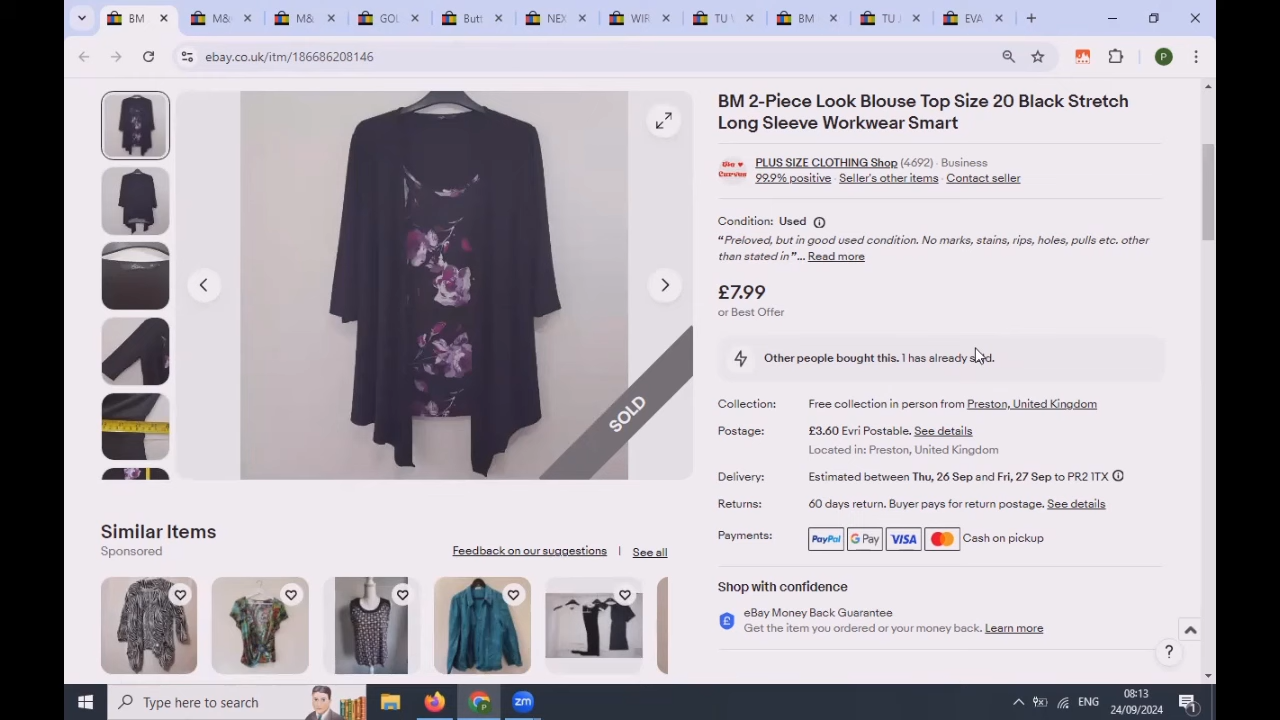 BM
M&
M&
GOL
Butt
NEX
WIR
TU
BM
TU
EVA
ebay.co.uk/itm/186686208146
P
BM 2-Piece Look Blouse Top Size 20 Black Stretch
Long Sleeve Workwear Smart
PLUS SIZE CLOTHING Shop (4692) · Business
99.9% positive · Seller's other items · Contact seller
Condition: Used
“Preloved, but in good used condition. No marks, stains, rips, holes, pulls etc. other
than stated in”... Read more
£7.99
or Best Offer
Other people bought this. 1 has already sold.
SOLD
Collection: Free collection in person from Preston, United Kingdom
Postage: £3.60 Evri Postable. See details
Located in: Preston, United Kingdom
Delivery: Estimated between Thu, 26 Sep and Fri, 27 Sep to PR2 1TX
Returns: 60 days return. Buyer pays for return postage. See details
Payments: PayPal G Pay VISA Cash on pickup
Similar Items
Sponsored
Feedback on our suggestions | See all
Shop with confidence
eBay Money Back Guarantee
Get the item you ordered or your money back. Learn more
Type here to search
zm
ENG
08:13
24/09/2024
1